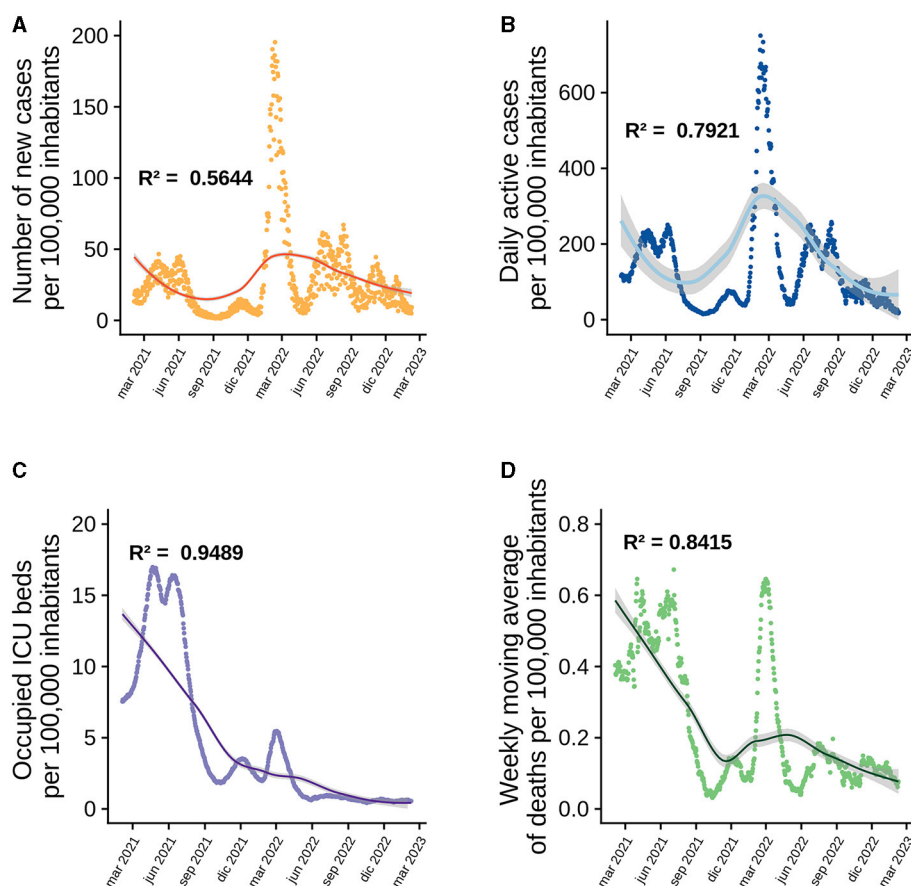 A
Number of new cases
per 100,000 inhabitants
200
150
100
50
0
R² = 0.5644
mar 2021
jun 2021
sep 2021
dic 2021
mar 2022
jun 2022
sep 2022
dic 2022
mar 2023
B
Daily active cases
per 100,000 inhabitants
600
400
200
0
R² = 0.7921
mar 2021
jun 2021
sep 2021
dic 2021
mar 2022
jun 2022
sep 2022
dic 2022
mar 2023
C
Occupied ICU beds
per 100,000 inhabitants
20
15
10
5
0
R² = 0.9489
mar 2021
jun 2021
sep 2021
dic 2021
mar 2022
jun 2022
sep 2022
dic 2022
mar 2023
D
Weekly moving average
of deaths per 100,000 inhabitants
0.8
0.6
0.4
0.2
0.0
R² = 0.8415
mar 2021
jun 2021
sep 2021
dic 2021
mar 2022
jun 2022
sep 2022
dic 2022
mar 2023